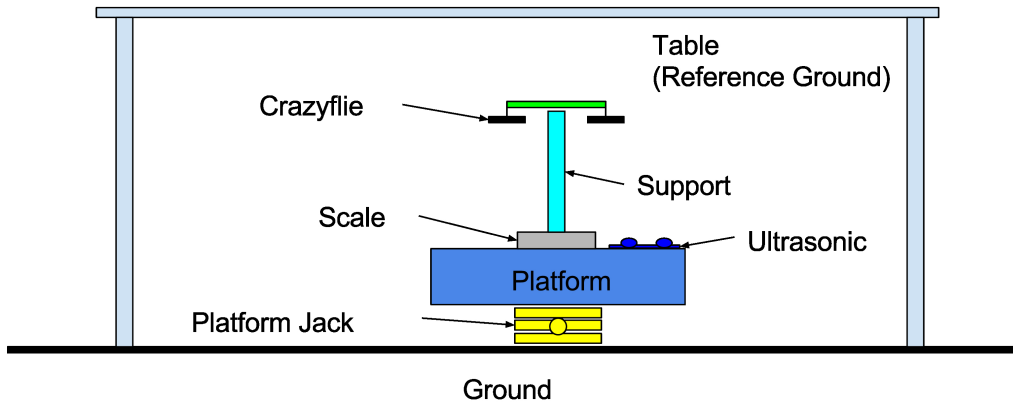 Table
(Reference Ground)
Crazyflie
Support
Scale
Ultrasonic
Platform
Platform Jack
Ground